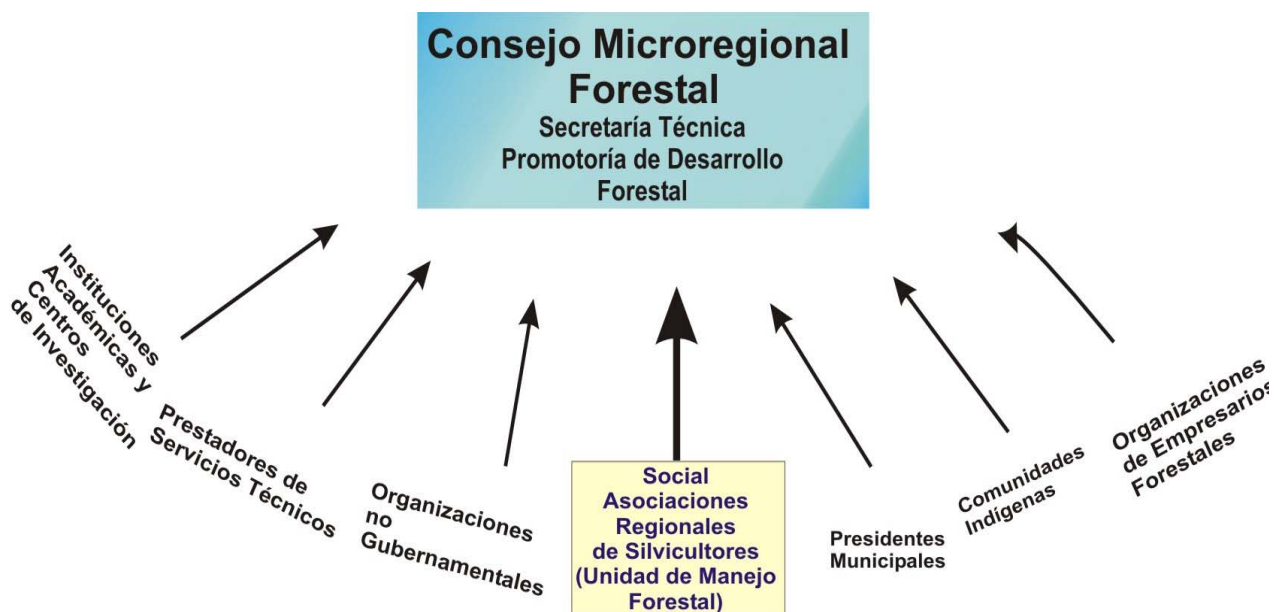 Consejo Microregional
Forestal
Secretaría Técnica
Promotoría de Desarrollo
Forestal
Instituciones
Académicas y
Centros
de Investigación
Prestadores de
Servicios Técnicos
Organizaciones
no
Gubernamentales
Social
Asociaciones
Regionales
de Silvicultores
(Unidad de Manejo
Forestal)
Presidentes
Municipales
Comunidades
Indígenas
Organizaciones
de Empresarios
Forestales